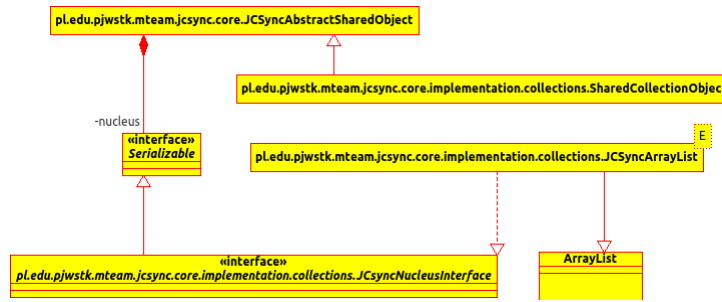 pl.edu.pjwstk.mteam.jcsync.core.JCSyncAbstractSharedObject
pl.edu.pjwstk.mteam.jcsync.core.implementation.collections.SharedCollectionObject
-nucleus
«interface»
Serializable
E
pl.edu.pjwstk.mteam.jcsync.core.implementation.collections.JCSyncArrayList
«interface»
pl.edu.pjwstk.mteam.jcsync.core.implementation.collections.JCsyncNucleusInterface
ArrayList